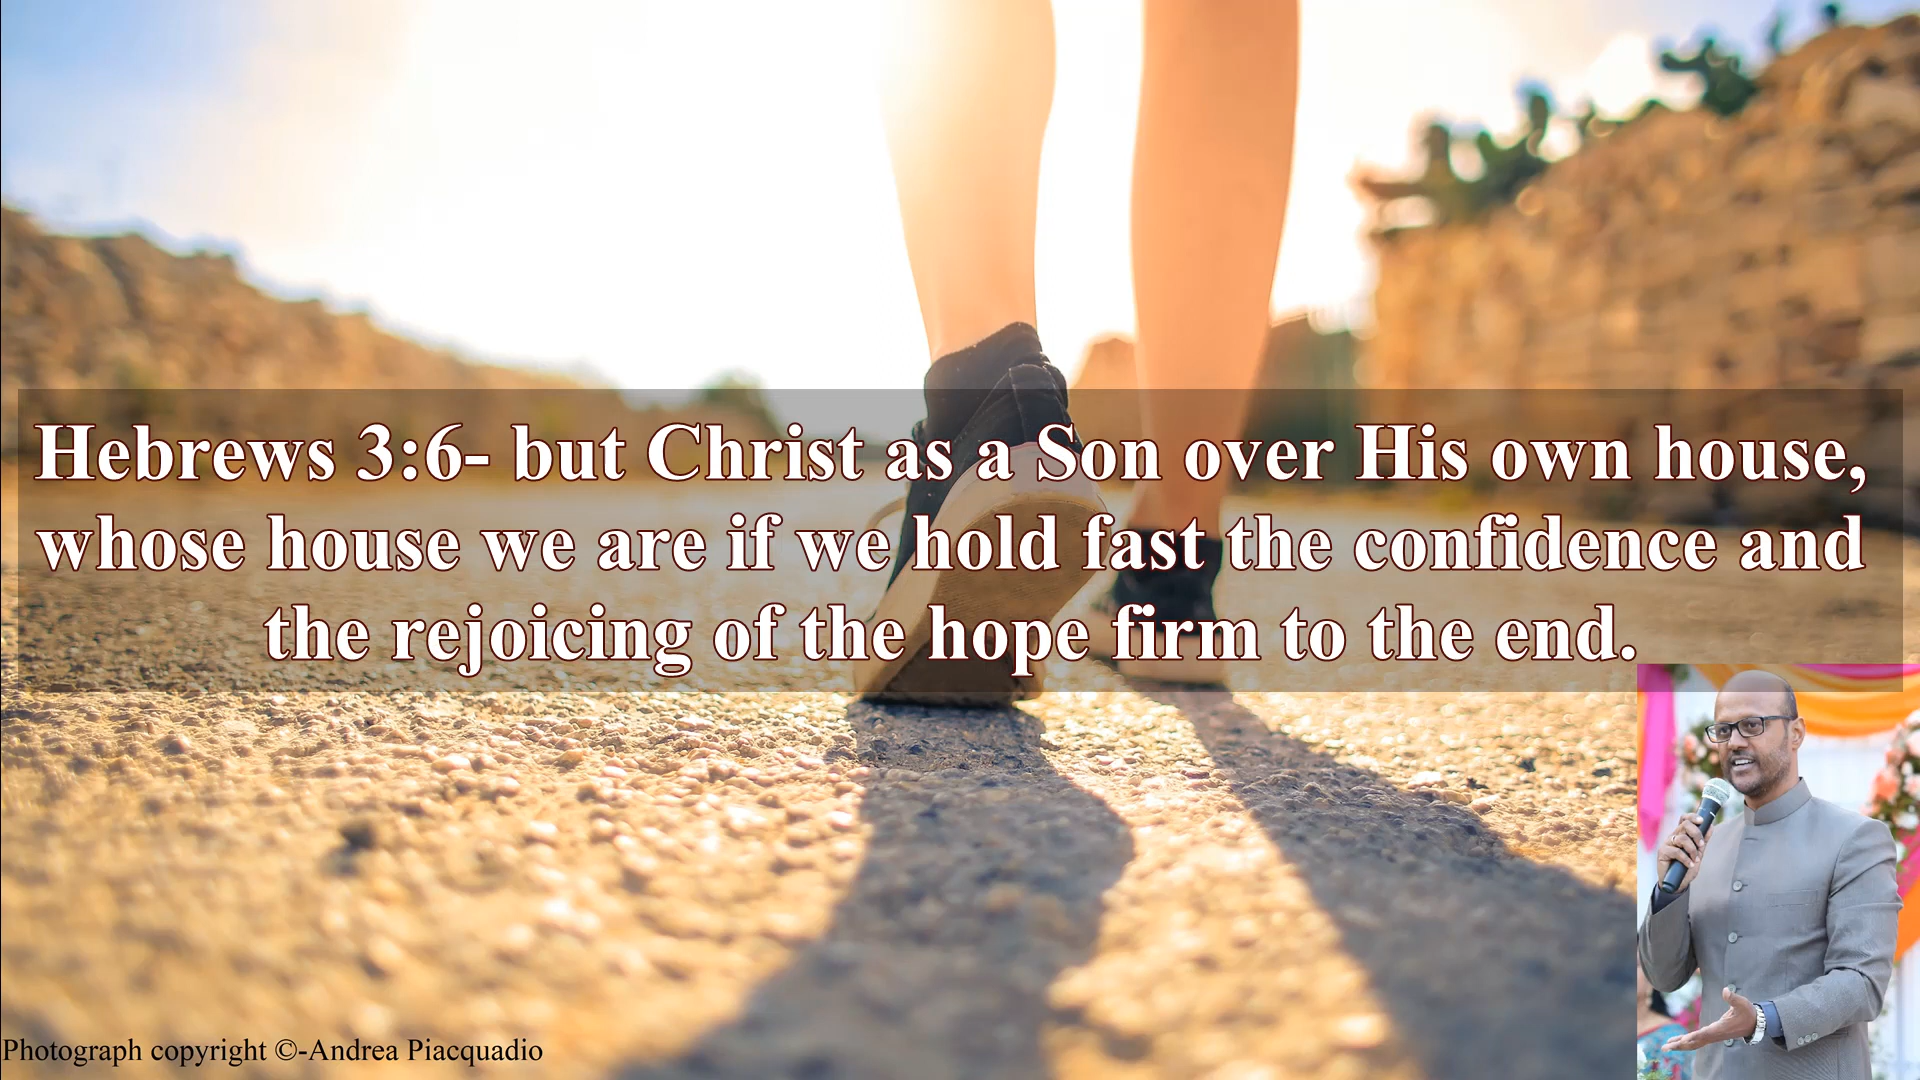 Hebrews 3:6- but Christ as a Son over His own house,
whose house we are if we hold fast the confidence and
the rejoicing of the hope firm to the end.
Photograph copyright ©-Andrea Piacquadio